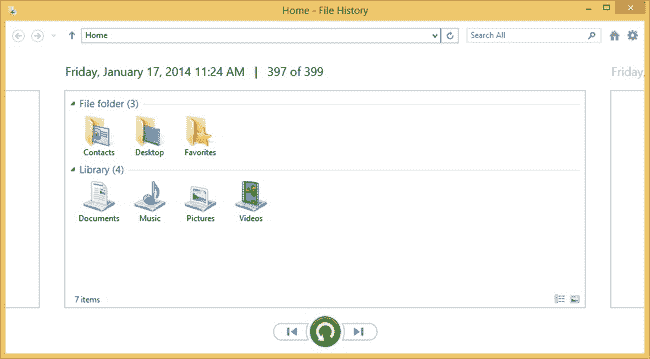 Home - File History
Home
Search All
Friday, January 17, 2014 11:24 AM | 397 of 399
Friday,
File folder (3)
Contacts Desktop Favorites
Library (4)
Documents Music Pictures Videos
7 items